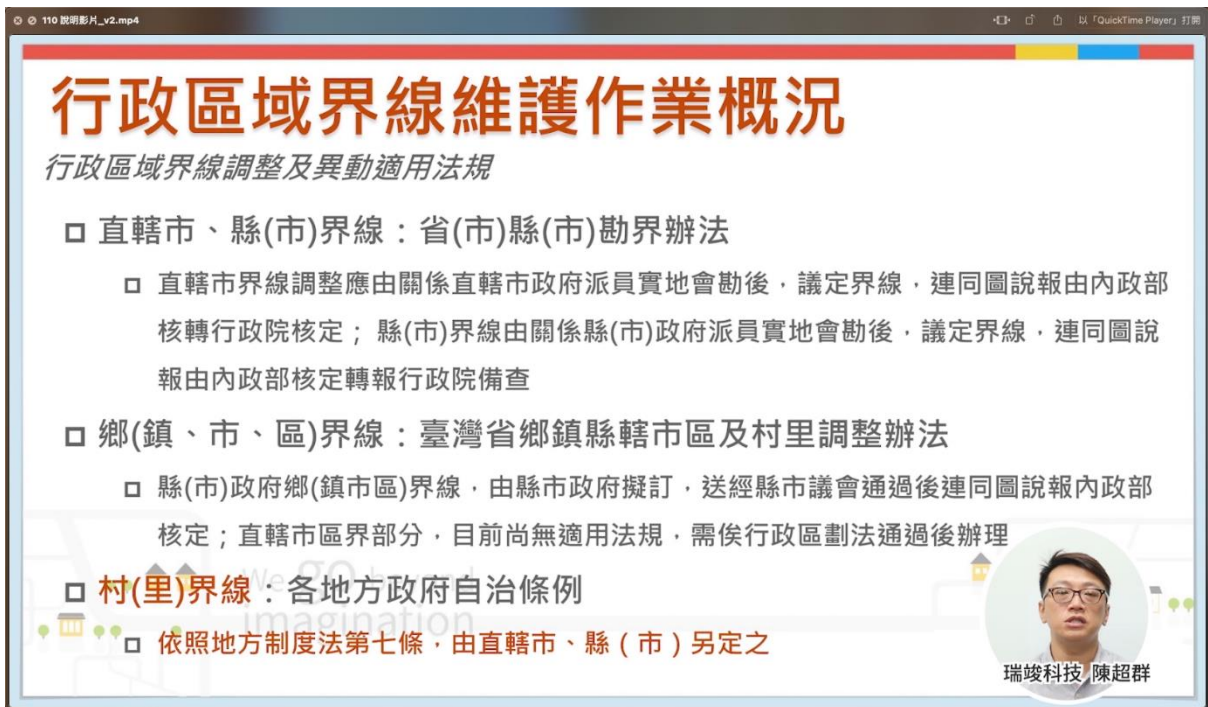 110 說明影片_v2.mp4
以「QuickTime Player」打開
行政區域界線維護作業概況
行政區域界線調整及異動適用法規
直轄市、縣(市)界線：省(市)縣(市)勘界辦法
直轄市界線調整應由關係直轄市政府派員實地會勘後，議定界線，連同圖說報由內政部
核轉行政院核定； 縣(市)界線由關係縣(市)政府派員實地會勘後，議定界線，連同圖說
報由內政部核定轉報行政院備查
鄉(鎮、市、區)界線：臺灣省鄉鎮縣轄市區及村里調整辦法
縣(市)政府鄉(鎮市區)界線，由縣市政府擬訂，送經縣市議會通過後連同圖說報內政部
核定；直轄市區界部分，目前尚無適用法規，需俟行政區劃法通過後辦理
We go beyond
村(里)界線：各地方政府自治條例
imagination
依照地方制度法第七條，由直轄市、縣（市）另定之
瑞竣科技 陳超群